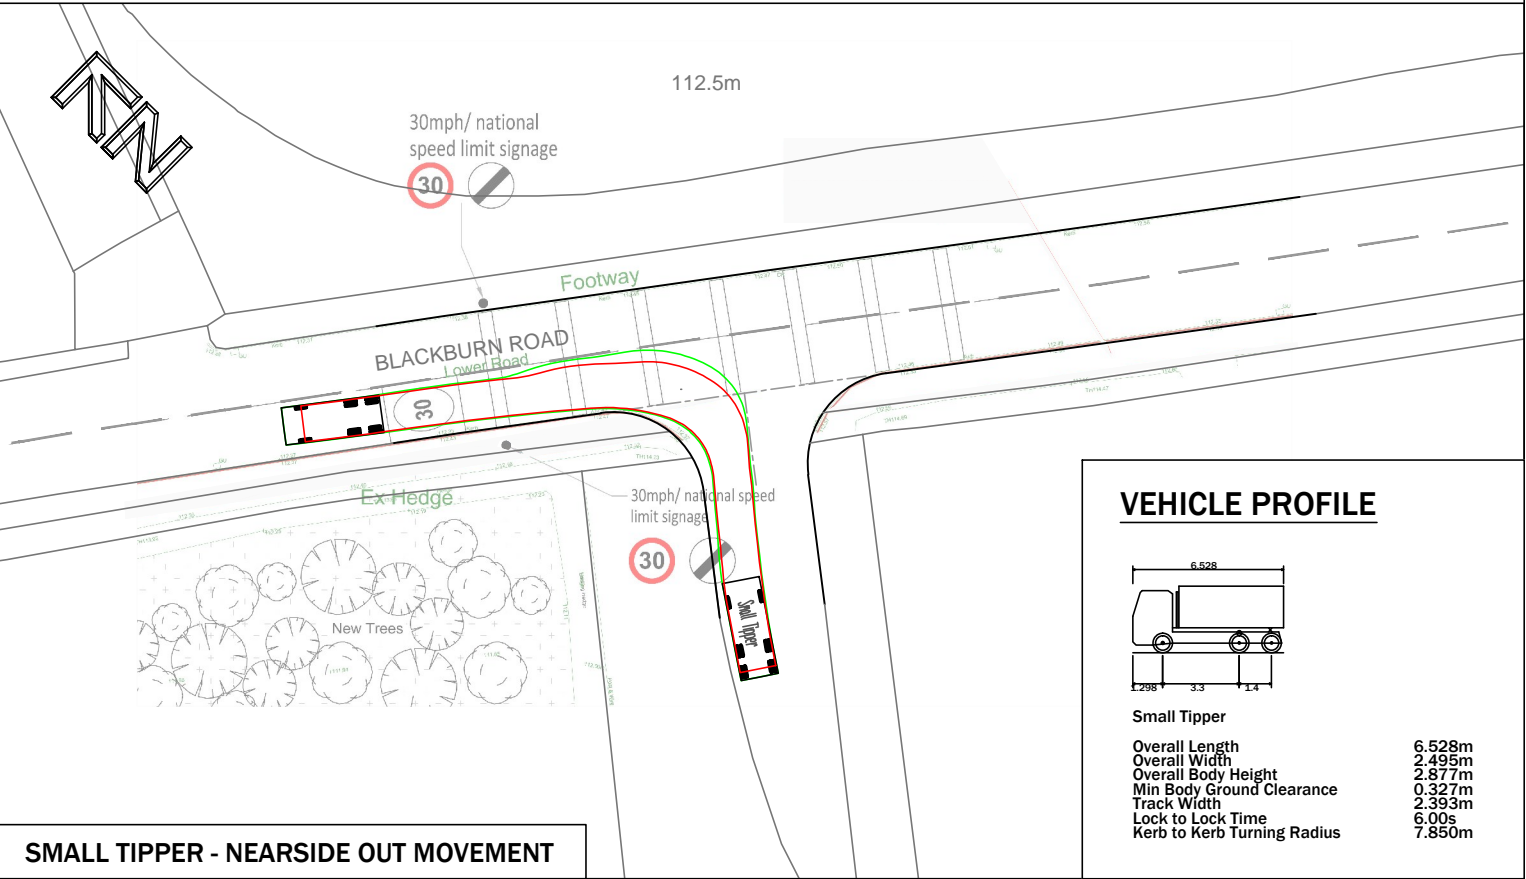 N
112.5m
30mph/ national
speed limit signage
30
Footway
BLACKBURN ROAD
Lower Road
30
Ex Hedge
30mph/ national speed
limit signage
30
New Trees
Small Tipper
VEHICLE PROFILE
6.528
1.298 3.3 1.4
Small Tipper
Overall Length 6.528m
Overall Width 2.495m
Overall Body Height 2.877m
Min Body Ground Clearance 0.327m
Track Width 2.393m
Lock to Lock Time 6.00s
Kerb to Kerb Turning Radius 7.850m
SMALL TIPPER - NEARSIDE OUT MOVEMENT